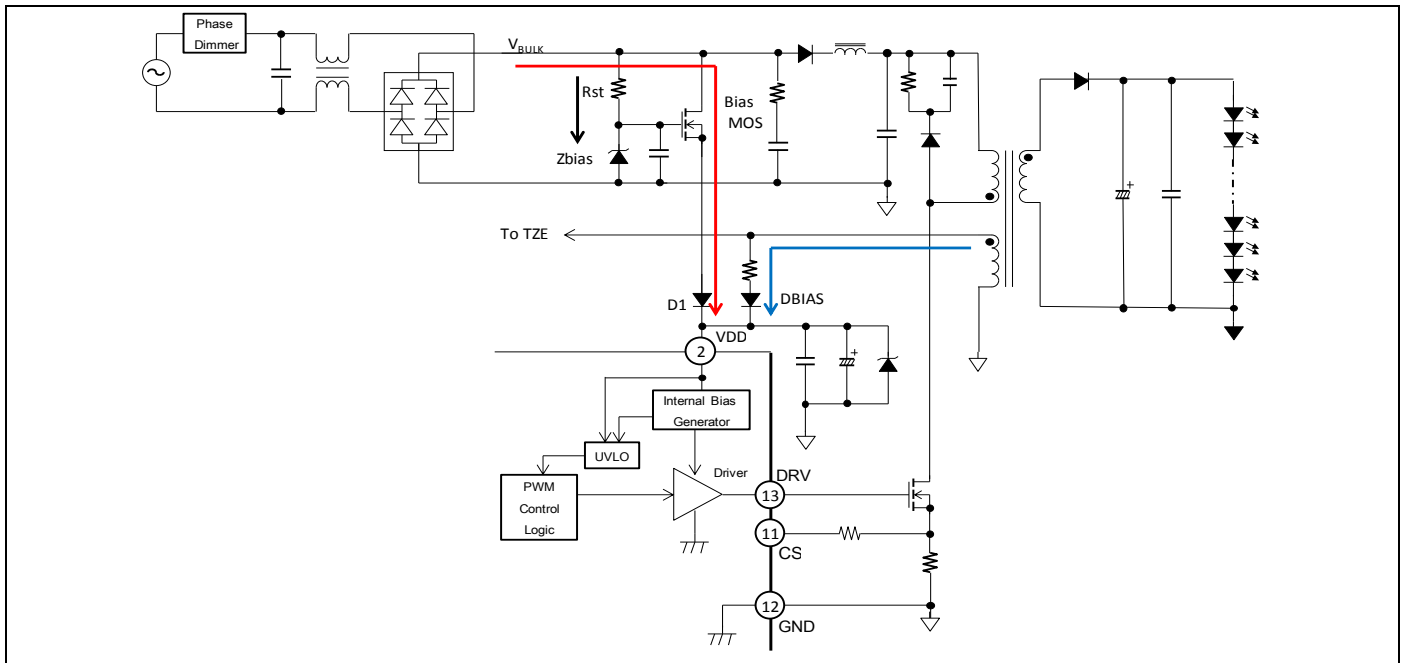 Phase
Dimmer
VBULK
Rst
Bias
MOS
Zbias
To TZE
D1
DBIAS
VDD
2
Internal Bias
Generator
UVLO
Driver
DRV
PWM
Control
Logic
13
11
CS
12
GND
+
+